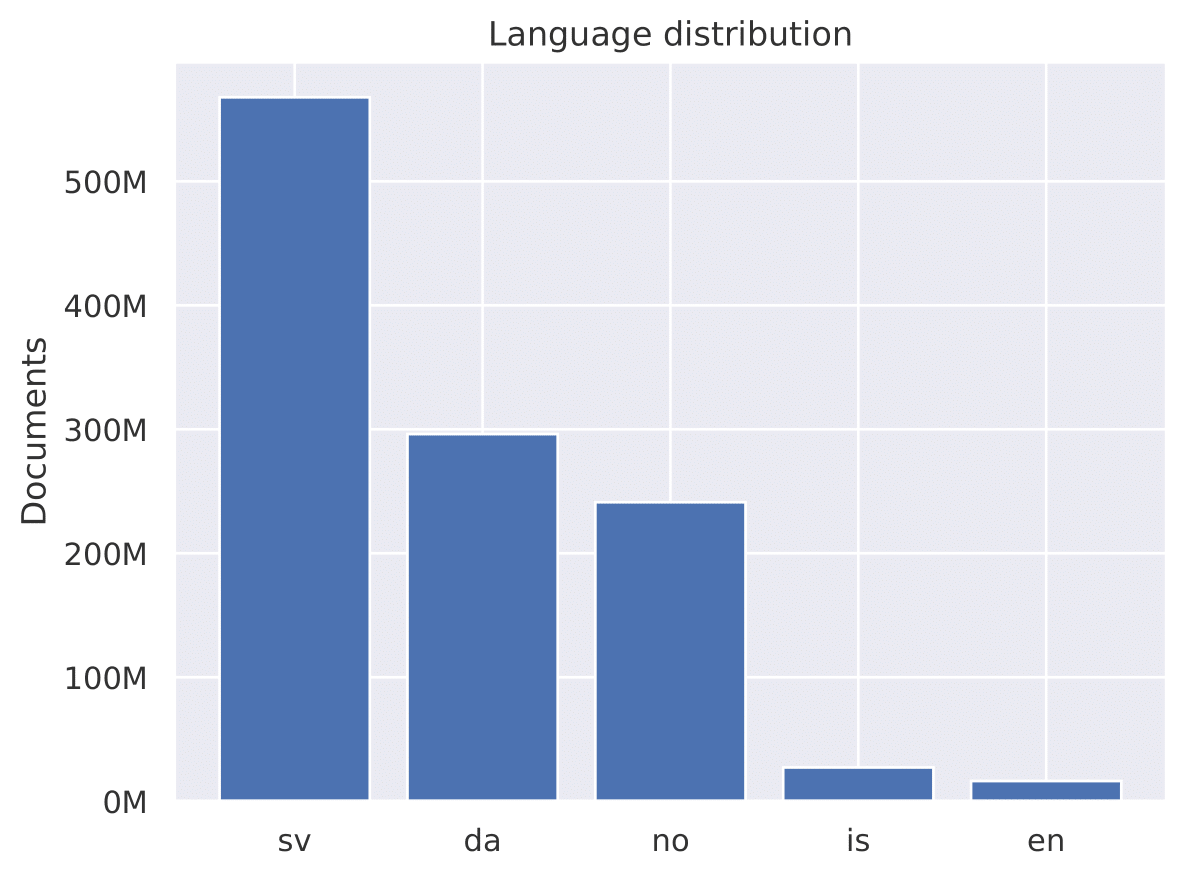 Language distribution
Documents
500M
400M
300M
200M
100M
0M
sv da no is en